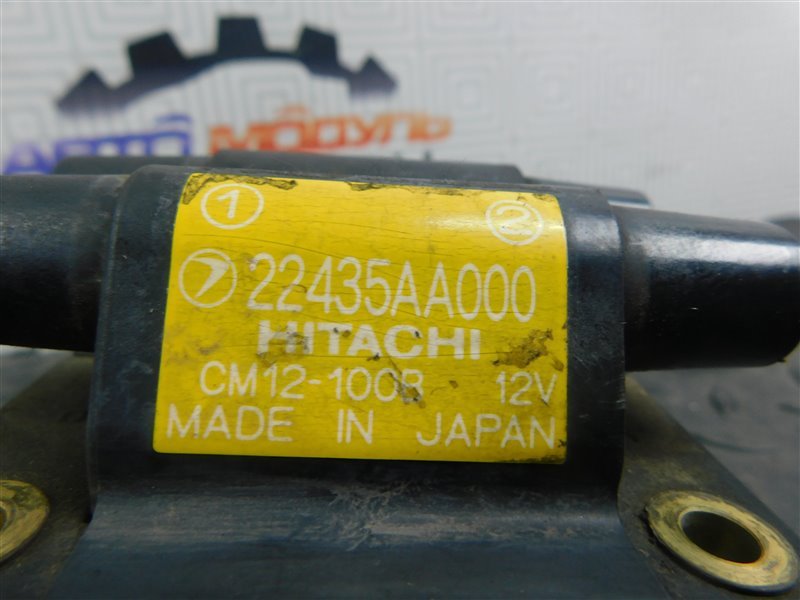 АВТО МОДУЛЬ
① ②
22435AA000
HITACHI
CM12-100B 12V
MADE IN JAPAN